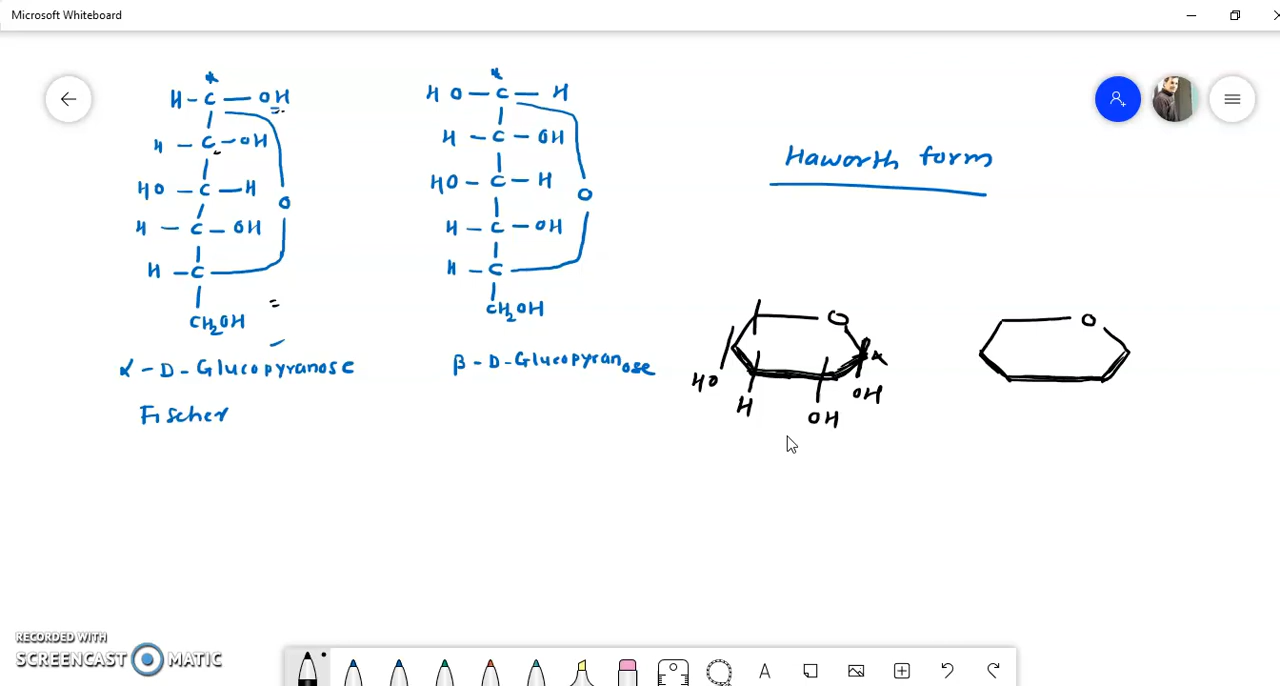 Microsoft Whiteboard
H - C - OH
H - C - OH
HO - C - H
O
H - C - OH
H - C
CH2OH
α - D - Glucopyranose
Fischer
HO - C - H
H - C - OH
HO - C - H
O
H - C - OH
H - C
CH2OH
β - D - Glucopyranose
Haworth form
O
HO
H
OH
OH
O
RECORDED WITH
SCREENCAST MATIC
A